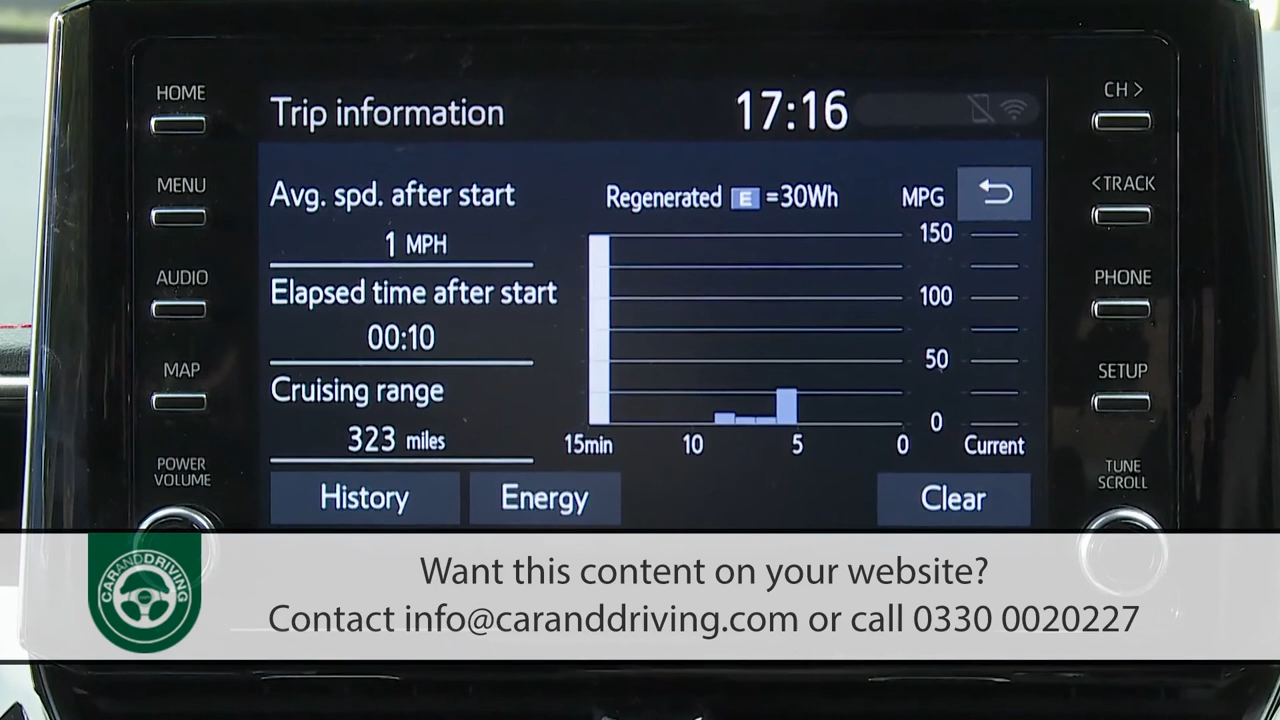 HOME
MENU
AUDIO
MAP
POWER
VOLUME
Trip information
17:16
Avg. spd. after start
1 MPH
Elapsed time after start
00:10
Cruising range
323 miles
Regenerated E =30Wh
MPG
150
100
50
0
15min 10 5 0 Current
History Energy Clear
CH >
< TRACK
PHONE
SETUP
TUNE
SCROLL
CARANDDRIVING
Want this content on your website?
Contact info@caranddriving.com or call 0330 0020227